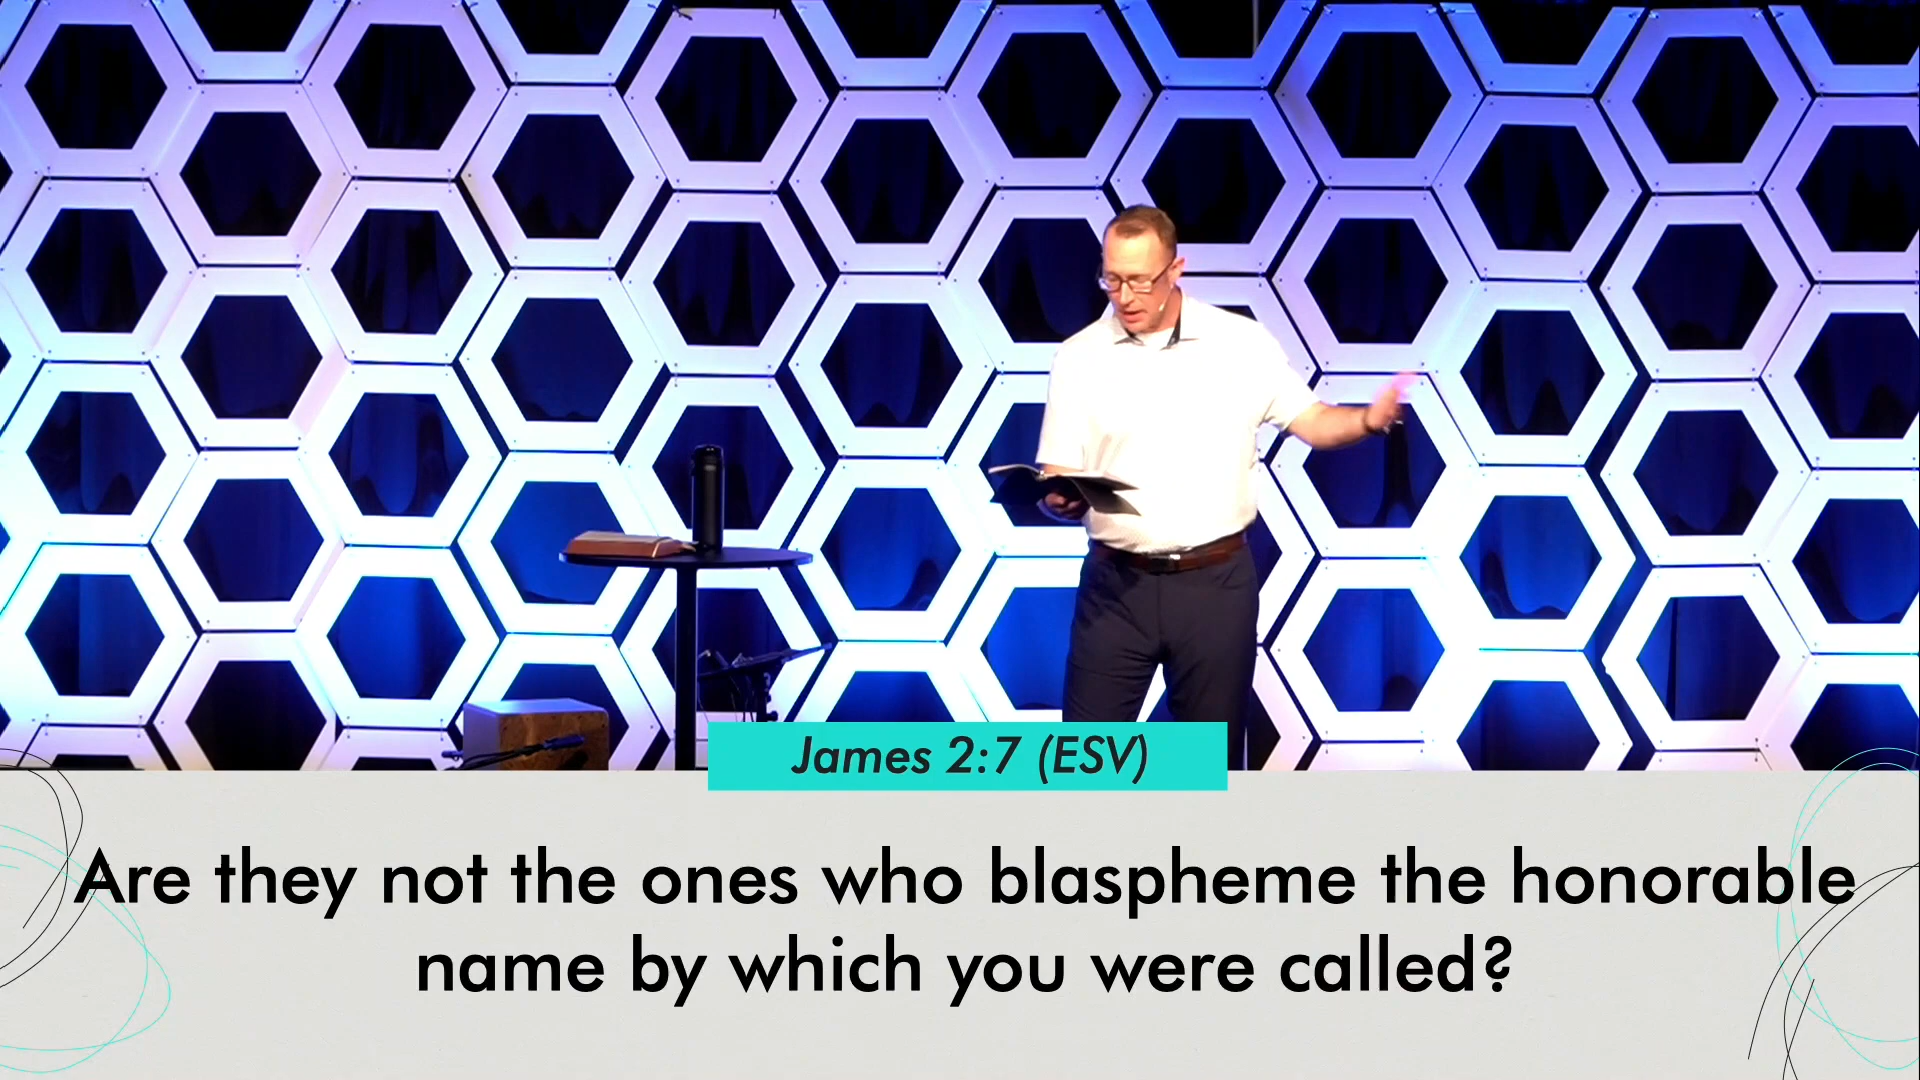 James 2:7 (ESV)
Are they not the ones who blaspheme the honorable
name by which you were called?